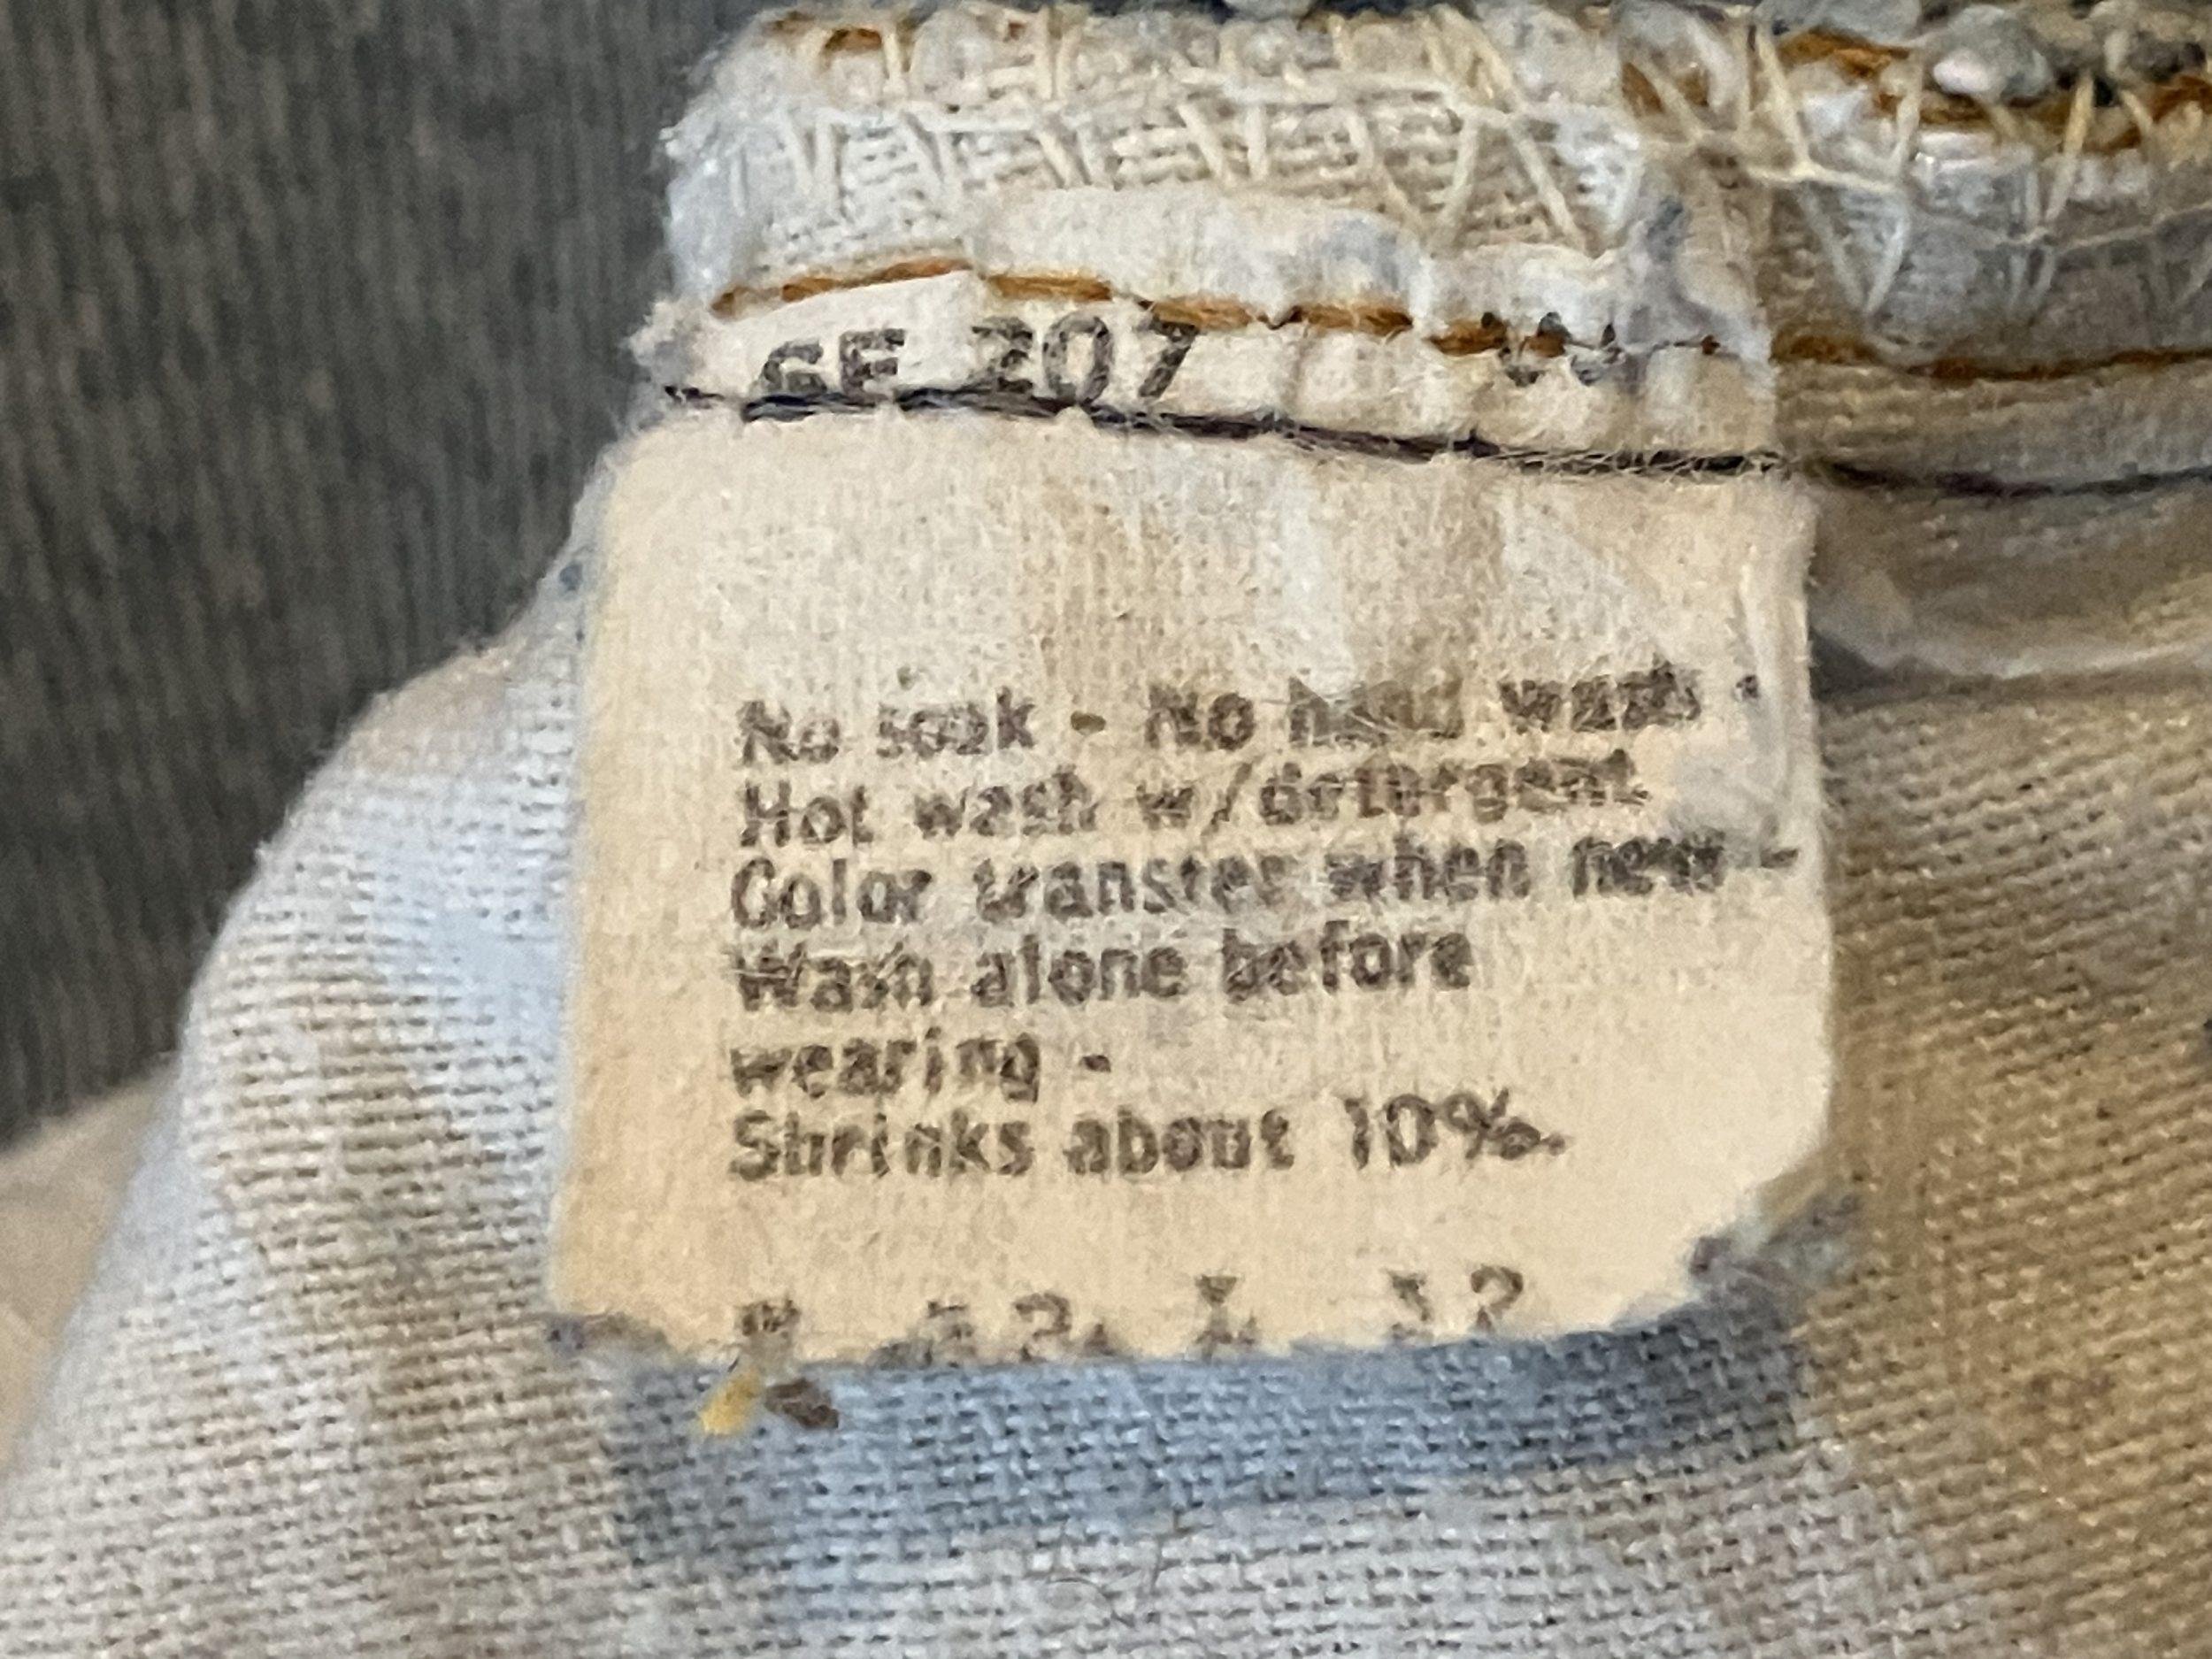 207
No soak - No hand wash -
Hot wash w/detergent
Color transfer when new -
Wash alone before
wearing -
Shrinks about 10%.